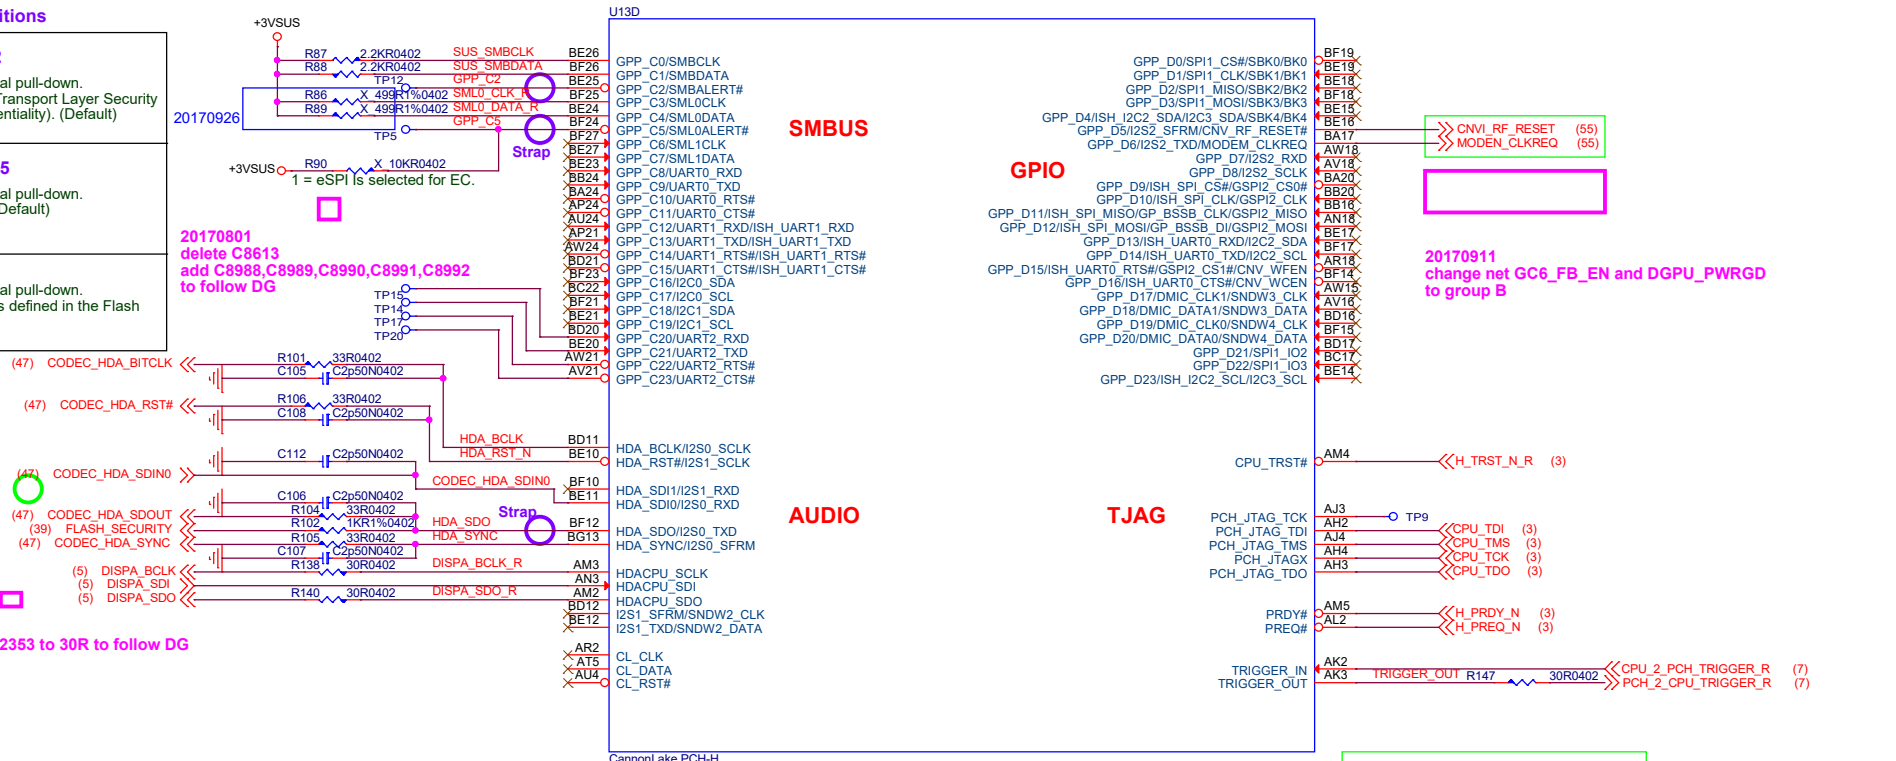 itions
al pull-down.
Transport Layer Security
entiality). (Default)
5
al pull-down.
Default)
al pull-down.
s defined in the Flash
+3VSUS
R87 2.2KR0402 SUS_SMBCLK BE26
R88 2.2KR0402 SUS_SMBDATA BF26
TP12 GPP_C2 BE25
R86 X_499R1%0402 SML0_CLK_R BF25
R89 X_499R1%0402 SML0_DATA_R BE24
20170926
TP5 GPP_C5 BF24
Strap
+3VSUS R90 X_10KR0402
1 = eSPI Is selected for EC.
20170801
delete C8613
add C8988,C8989,C8990,C8991,C8992
to follow DG
TP15
TP14
TP17
TP20
U13D
GPP_C0/SMBCLK
GPP_C1/SMBDATA
GPP_C2/SMBALERT#
GPP_C3/SML0CLK
GPP_C4/SML0DATA
GPP_C5/SML0ALERT#
BF27 GPP_C6/SML1CLK
BE27 GPP_C7/SML1DATA
BE23 GPP_C8/UART0_RXD
BB24 GPP_C9/UART0_TXD
BA24 GPP_C10/UART0_RTS#
AP24 GPP_C11/UART0_CTS#
AU24 GPP_C12/UART1_RXD/ISH_UART1_RXD
AP21 GPP_C13/UART1_TXD/ISH_UART1_TXD
AW24 GPP_C14/UART1_RTS#/ISH_UART1_RTS#
BD21 GPP_C15/UART1_CTS#/ISH_UART1_CTS#
BF23 GPP_C16/I2C0_SDA
BC22 GPP_C17/I2C0_SCL
BF21 GPP_C18/I2C1_SDA
BE21 GPP_C19/I2C1_SCL
BD20 GPP_C20/UART2_RXD
BE20 GPP_C21/UART2_TXD
AW21 GPP_C22/UART2_RTS#
AV21 GPP_C23/UART2_CTS#
SMBUS
GPIO
GPP_D0/SPI1_CS#/SBK0/BK0 BF19
GPP_D1/SPI1_CLK/SBK1/BK1 BE19
GPP_D2/SPI1_MISO/SBK2/BK2 BE18
GPP_D3/SPI1_MOSI/SBK3/BK3 BF18
GPP_D4/ISH_I2C2_SDA/I2C3_SDA/SBK4/BK4 BE15
GPP_D5/I2S2_SFRM/CNV_RF_RESET# BE16 CNVI_RF_RESET (55)
GPP_D6/I2S2_TXD/MODEM_CLKREQ BA17 MODEN_CLKREQ (55)
GPP_D7/I2S2_RXD AW18
GPP_D8/I2S2_SCLK AV18
GPP_D9/ISH_SPI_CS#/GSPI2_CS0# BA20
GPP_D10/ISH_SPI_CLK/GSPI2_CLK BB20
GPP_D11/ISH_SPI_MISO/GP_BSSB_CLK/GSPI2_MISO BB16
GPP_D12/ISH_SPI_MOSI/GP_BSSB_DI/GSPI2_MOSI AN18
GPP_D13/ISH_UART0_RXD/I2C2_SDA BE17
GPP_D14/ISH_UART0_TXD/I2C2_SCL BF17
GPP_D15/ISH_UART0_RTS#/GSPI2_CS1#/CNV_WFEN AR18
GPP_D16/ISH_UART0_CTS#/CNV_WCEN BF14
GPP_D17/DMIC_CLK1/SNDW3_CLK AW15
GPP_D18/DMIC_DATA1/SNDW3_DATA AV16
GPP_D19/DMIC_CLK0/SNDW4_CLK BD16
GPP_D20/DMIC_DATA0/SNDW4_DATA BF15
GPP_D21/SPI1_IO2 BD17
GPP_D22/SPI1_IO3 BC17
GPP_D23/ISH_I2C2_SCL/I2C3_SCL BE14
20170911
change net GC6_FB_EN and DGPU_PWRGD
to group B
(47) CODEC_HDA_BITCLK R101 33R0402
C105 C2p50N0402
(47) CODEC_HDA_RST# R106 33R0402
C108 C2p50N0402
HDA_BCLK BD11 HDA_BCLK/I2S0_SCLK
HDA_RST_N BE10 HDA_RST#/I2S1_SCLK
C112 C2p50N0402
(47) CODEC_HDA_SDIN0
CODEC_HDA_SDIN0 BF10 HDA_SDI1/I2S1_RXD
BE11 HDA_SDI0/I2S0_RXD
C106 C2p50N0402
(47) CODEC_HDA_SDOUT R104 33R0402
Strap
(39) FLASH_SECURITY R102 1KR1%0402 HDA_SDO BF12 HDA_SDO/I2S0_TXD
(47) CODEC_HDA_SYNC R105 33R0402 HDA_SYNC BG13 HDA_SYNC/I2S0_SFRM
C107 C2p50N0402
(5) DISPA_BCLK R138 30R0402 DISPA_BCLK_R AM3 HDACPU_SCLK
(5) DISPA_SDI AN3 HDACPU_SDI
(5) DISPA_SDO R140 30R0402 DISPA_SDO_R AM2 HDACPU_SDO
BD12 I2S1_SFRM/SNDW2_CLK
BE12 I2S1_TXD/SNDW2_DATA
AR2 CL_CLK
AT5 CL_DATA
AU4 CL_RST#
2353 to 30R to follow DG
AUDIO
TJAG
CPU_TRST# AM4 H_TRST_N_R (3)
PCH_JTAG_TCK AJ3 TP9
PCH_JTAG_TDI AH2 CPU_TDI (3)
PCH_JTAG_TMS AJ4 CPU_TMS (3)
PCH_JTAGX AH4 CPU_TCK (3)
PCH_JTAG_TDO AH3 CPU_TDO (3)
PRDY# AM5 H_PRDY_N (3)
PREQ# AL2 H_PREQ_N (3)
TRIGGER_IN AK2 CPU_2_PCH_TRIGGER_R (7)
TRIGGER_OUT AK3 TRIGGER_OUT R147 30R0402 PCH_2_CPU_TRIGGER_R (7)
CannonLake PCH-H